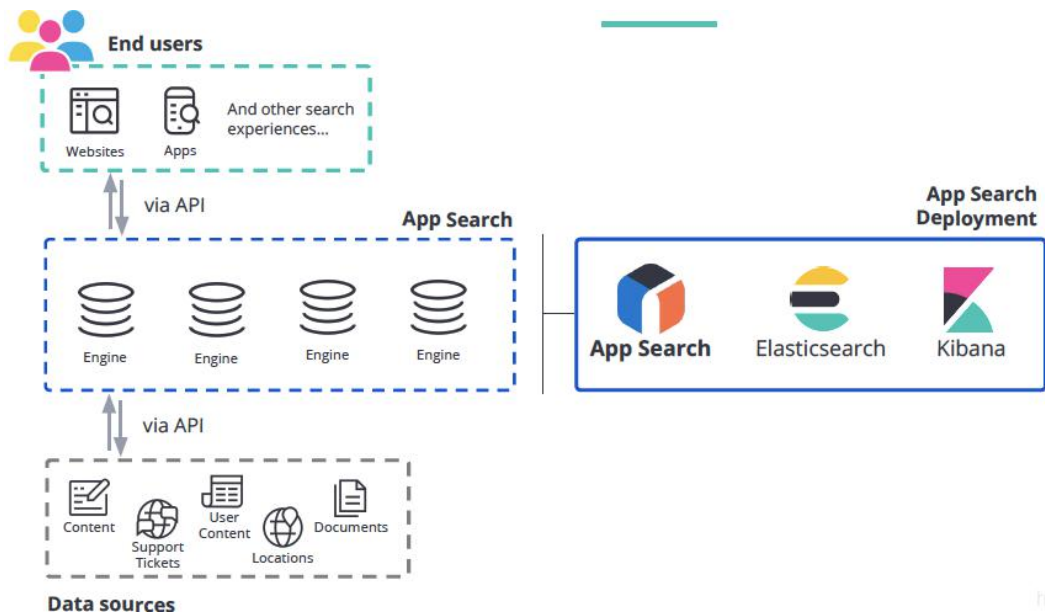 End users
And other search
experiences...
Websites
Apps
via API
App Search
App Search
Deployment
Engine
Engine
Engine
Engine
App Search
Elasticsearch
Kibana
via API
Content
Support
Tickets
User
Content
Locations
Documents
Data sources